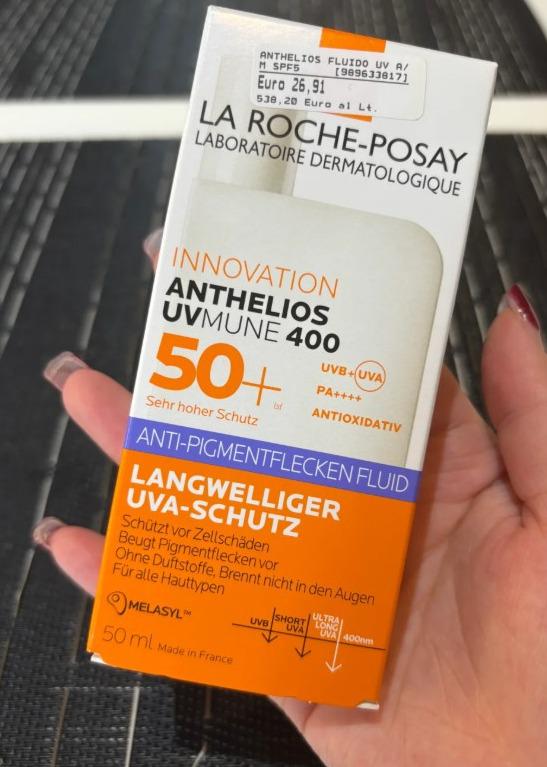 ANTHELIOS FLUIDO UV A/
M SPF5 [989633817]
Euro 26,91
538,20 Euro al Lt.
LA ROCHE-POSAY
LABORATOIRE DERMATOLOGIQUE
INNOVATION
ANTHELIOS
UVMUNE 400
50+
Sehr hoher Schutz
UVB+UVA
PA++++
ANTIOXIDATIV
ANTI-PIGMENTFLECKEN FLUID
LANGWELLIGER
UVA-SCHUTZ
Schützt vor Zellschäden
Beugt Pigmentflecken vor
Ohne Duftstoffe, Brennt nicht in den Augen
Für alle Hauttypen
MELASYL™
UVB
SHORT
UVA
ULTRA
LONG
UVA
400nm
50 ml Made in France